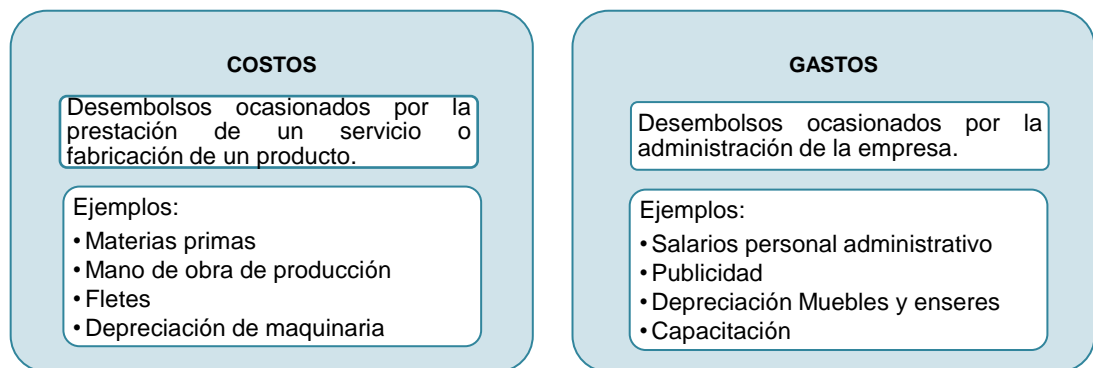 COSTOS
Desembolsos ocasionados por la
prestación de un servicio o
fabricación de un producto.
Ejemplos:
• Materias primas
• Mano de obra de producción
• Fletes
• Depreciación de maquinaria
GASTOS
Desembolsos ocasionados por la
administración de la empresa.
Ejemplos:
• Salarios personal administrativo
• Publicidad
• Depreciación Muebles y enseres
• Capacitación